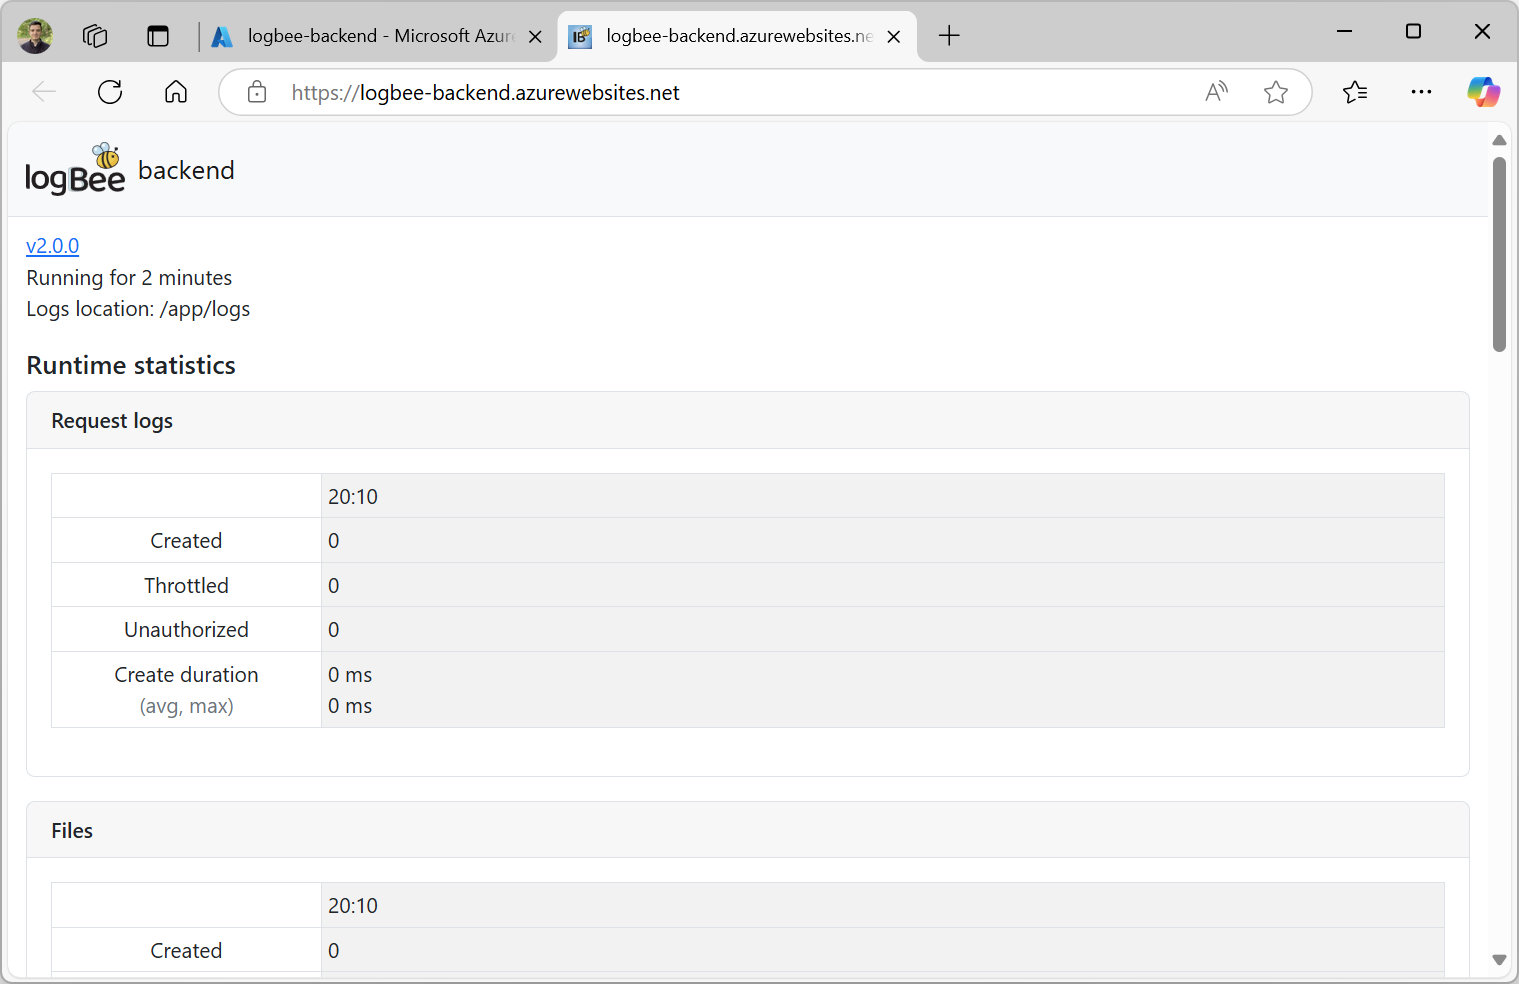 logbee-backend - Microsoft Azur
logbee-backend.azurewebsites.ne
https://logbee-backend.azurewebsites.net
logBee backend
v2.0.0
Running for 2 minutes
Logs location: /app/logs
Runtime statistics
Request logs
20:10
Created 0
Throttled 0
Unauthorized 0
Create duration 0 ms
(avg, max) 0 ms
Files
20:10
Created 0